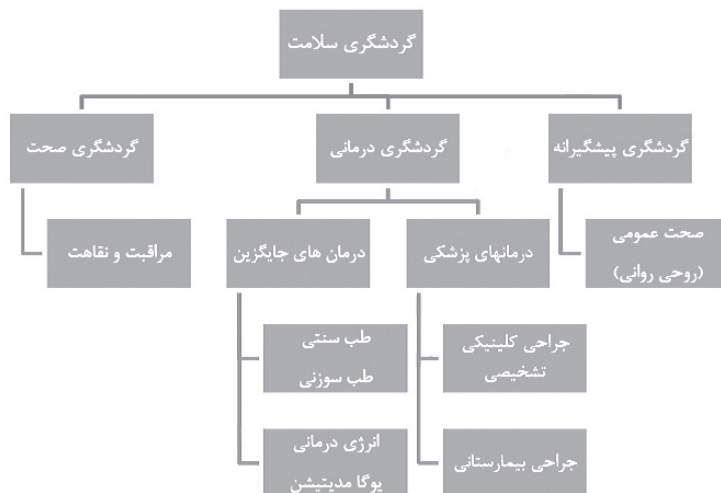 گردشگری سلامت
گردشگری پیشگیرانه
گردشگری درمانی
گردشگری صحت
صحت عمومی
(روحی روانی)
درمانهای پزشکی
درمان های جایگزین
مراقبت و نقاهت
جراحی کلینیکی
تشخیصی
طب سنتی
طب سوزنی
جراحی بیمارستانی
انرژی درمانی
یوگا مدیتیشن